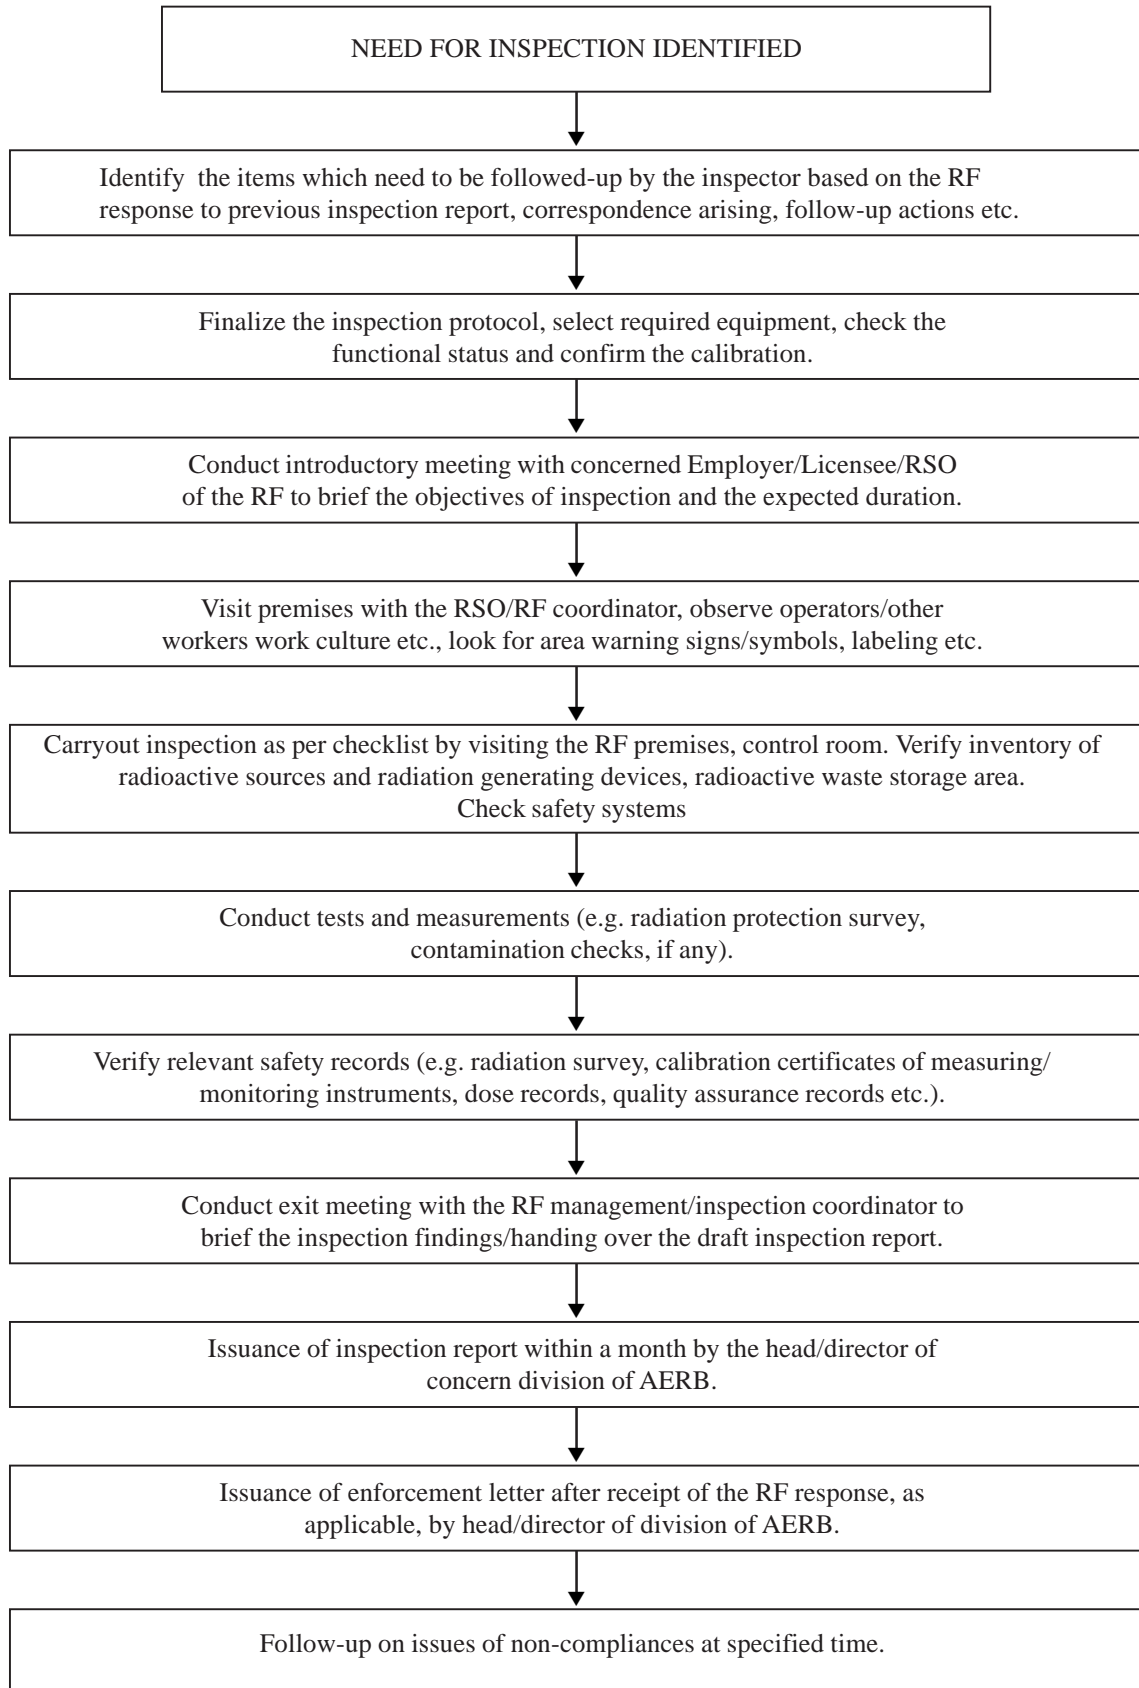 NEED FOR INSPECTION IDENTIFIED
Identify the items which need to be followed-up by the inspector based on the RF
response to previous inspection report, correspondence arising, follow-up actions etc.
Finalize the inspection protocol, select required equipment, check the
functional status and confirm the calibration.
Conduct introductory meeting with concerned Employer/Licensee/RSO
of the RF to brief the objectives of inspection and the expected duration.
Visit premises with the RSO/RF coordinator, observe operators/other
workers work culture etc., look for area warning signs/symbols, labeling etc.
Carryout inspection as per checklist by visiting the RF premises, control room. Verify inventory of
radioactive sources and radiation generating devices, radioactive waste storage area.
Check safety systems
Conduct tests and measurements (e.g. radiation protection survey,
contamination checks, if any).
Verify relevant safety records (e.g. radiation survey, calibration certificates of measuring/
monitoring instruments, dose records, quality assurance records etc.).
Conduct exit meeting with the RF management/inspection coordinator to
brief the inspection findings/handing over the draft inspection report.
Issuance of inspection report within a month by the head/director of
concern division of AERB.
Issuance of enforcement letter after receipt of the RF response, as
applicable, by head/director of division of AERB.
Follow-up on issues of non-compliances at specified time.